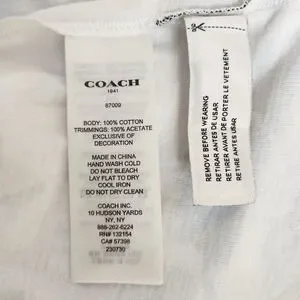 COACH
1941
87009
BODY: 100% COTTON
TRIMMINGS: 100% ACETATE
EXCLUSIVE OF
DECORATION
MADE IN CHINA
HAND WASH COLD
DO NOT BLEACH
LAY FLAT TO DRY
COOL IRON
DO NOT DRY CLEAN
COACH INC.
10 HUDSON YARDS
NY, NY
888-262-6224
RN# 132154
CA# 57398
230730
REMOVE BEFORE WEARING
RETIRAR ANTES DE USAR
RETIRER AVANT DE PORTER LE VETEMENT
RETIRE ANTES USAR